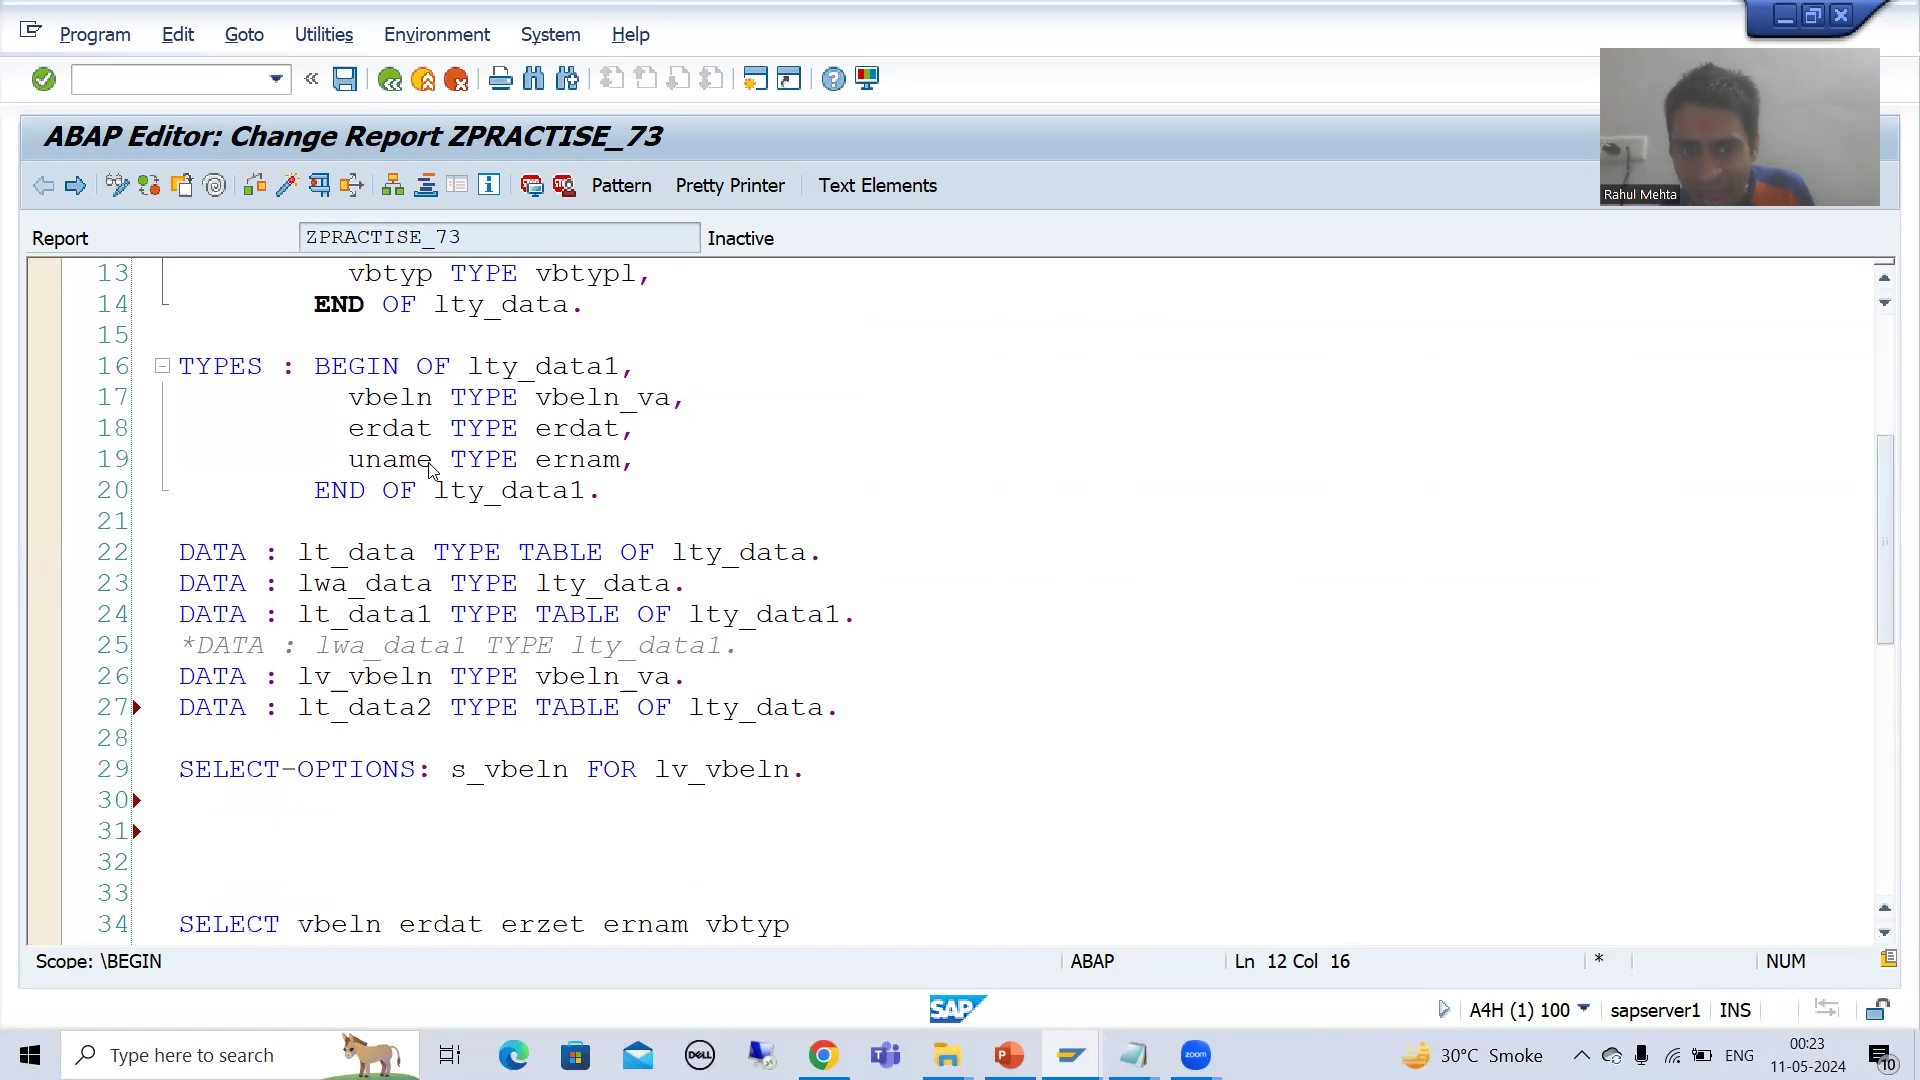 Program Edit Goto Utilities Environment System Help
ABAP Editor: Change Report ZPRACTISE_73
Rahul Mehta
Pattern Pretty Printer Text Elements
Report ZPRACTISE_73 Inactive
13 vbtyp TYPE vbtypl,
14 END OF lty_data.
15
16 TYPES : BEGIN OF lty_data1,
17 vbeln TYPE vbeln_va,
18 erdat TYPE erdat,
19 uname TYPE ernam,
20 END OF lty_data1.
21
22 DATA : lt_data TYPE TABLE OF lty_data.
23 DATA : lwa_data TYPE lty_data.
24 DATA : lt_data1 TYPE TABLE OF lty_data1.
25 *DATA : lwa_data1 TYPE lty_data1.
26 DATA : lv_vbeln TYPE vbeln_va.
27 DATA : lt_data2 TYPE TABLE OF lty_data.
28
29 SELECT-OPTIONS: s_vbeln FOR lv_vbeln.
30
31
32
33
34 SELECT vbeln erdat erzet ernam vbtyp
Scope: \BEGIN ABAP Ln 12 Col 16 * NUM
SAP A4H (1) 100 sapserver1 INS
Type here to search DELL zoom 30°C Smoke ENG 00:23
11-05-2024 10